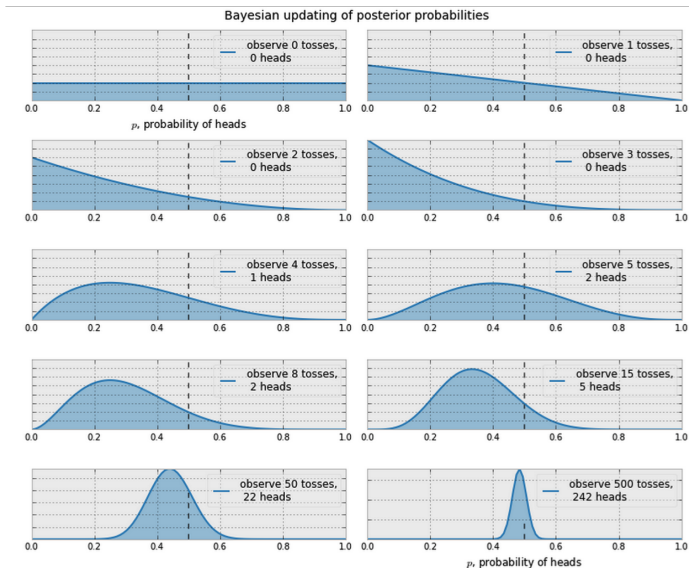 Bayesian updating of posterior probabilities
observe 0 tosses,
0 heads
0.0 0.2 0.4 0.6 0.8 1.0
p, probability of heads
observe 1 tosses,
0 heads
0.0 0.2 0.4 0.6 0.8 1.0
observe 2 tosses,
0 heads
0.0 0.2 0.4 0.6 0.8 1.0
observe 3 tosses,
0 heads
0.0 0.2 0.4 0.6 0.8 1.0
observe 4 tosses,
1 heads
0.0 0.2 0.4 0.6 0.8 1.0
observe 5 tosses,
2 heads
0.0 0.2 0.4 0.6 0.8 1.0
observe 8 tosses,
2 heads
0.0 0.2 0.4 0.6 0.8 1.0
observe 15 tosses,
5 heads
0.0 0.2 0.4 0.6 0.8 1.0
observe 50 tosses,
22 heads
0.0 0.2 0.4 0.6 0.8 1.0
observe 500 tosses,
242 heads
0.0 0.2 0.4 0.6 0.8 1.0
p, probability of heads